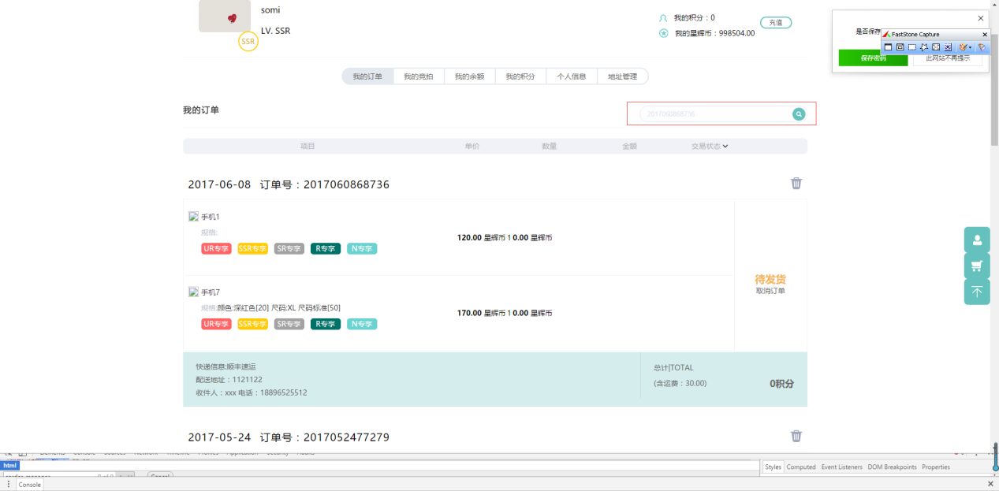 somi
LV. SSR
SSR
我的积分：0
我的星辉币：998504.00
充值
是否保存
FastStone Capture
保存密码
此网站不再提示
我的订单
我的竞拍
我的余额
我的积分
个人信息
地址管理
我的订单
2017060868736
项目
单价
数量
金额
交易状态
2017-06-08 订单号：2017060868736
手机1
规格:
UR专享
SSR专享
SR专享
R专享
N专享
120.00 星辉币 1 0.00 星辉币
手机7
规格:颜色:深红色[20] 尺码:XL 尺码标准[50]
UR专享
SSR专享
SR专享
R专享
N专享
170.00 星辉币 1 0.00 星辉币
待发货
取消订单
快递信息:顺丰速运
配送地址：1121122
收件人：xxx 电话：18896525512
总计|TOTAL
(含运费：30.00)
0积分
2017-05-24 订单号：2017052477279
html
Styles
Computed
Event Listeners
DOM Breakpoints
Properties
Console